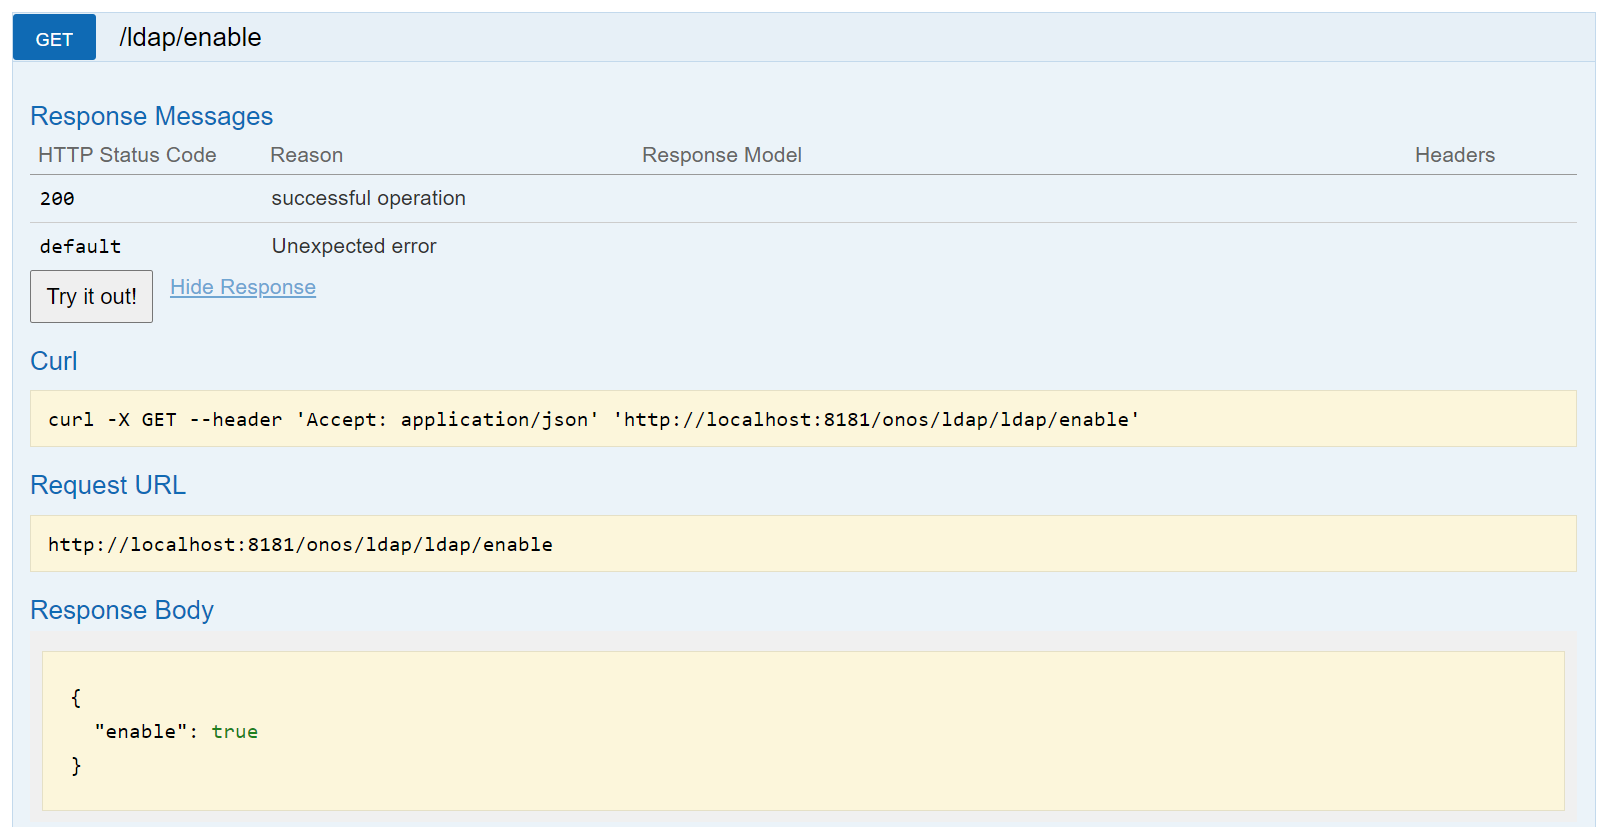 GET /ldap/enable
Response Messages
HTTP Status Code Reason Response Model Headers
200 successful operation
default Unexpected error
Try it out! Hide Response
Curl
curl -X GET --header 'Accept: application/json' 'http://localhost:8181/onos/ldap/ldap/enable'
Request URL
http://localhost:8181/onos/ldap/ldap/enable
Response Body
{
  "enable": true
}